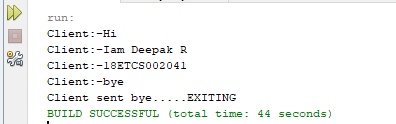 run:
Client:-Hi
Client:-Iam Deepak R
Client:-18ETCS002041
Client:-bye
Client sent bye.....EXITING
BUILD SUCCESSFUL (total time: 44 seconds)